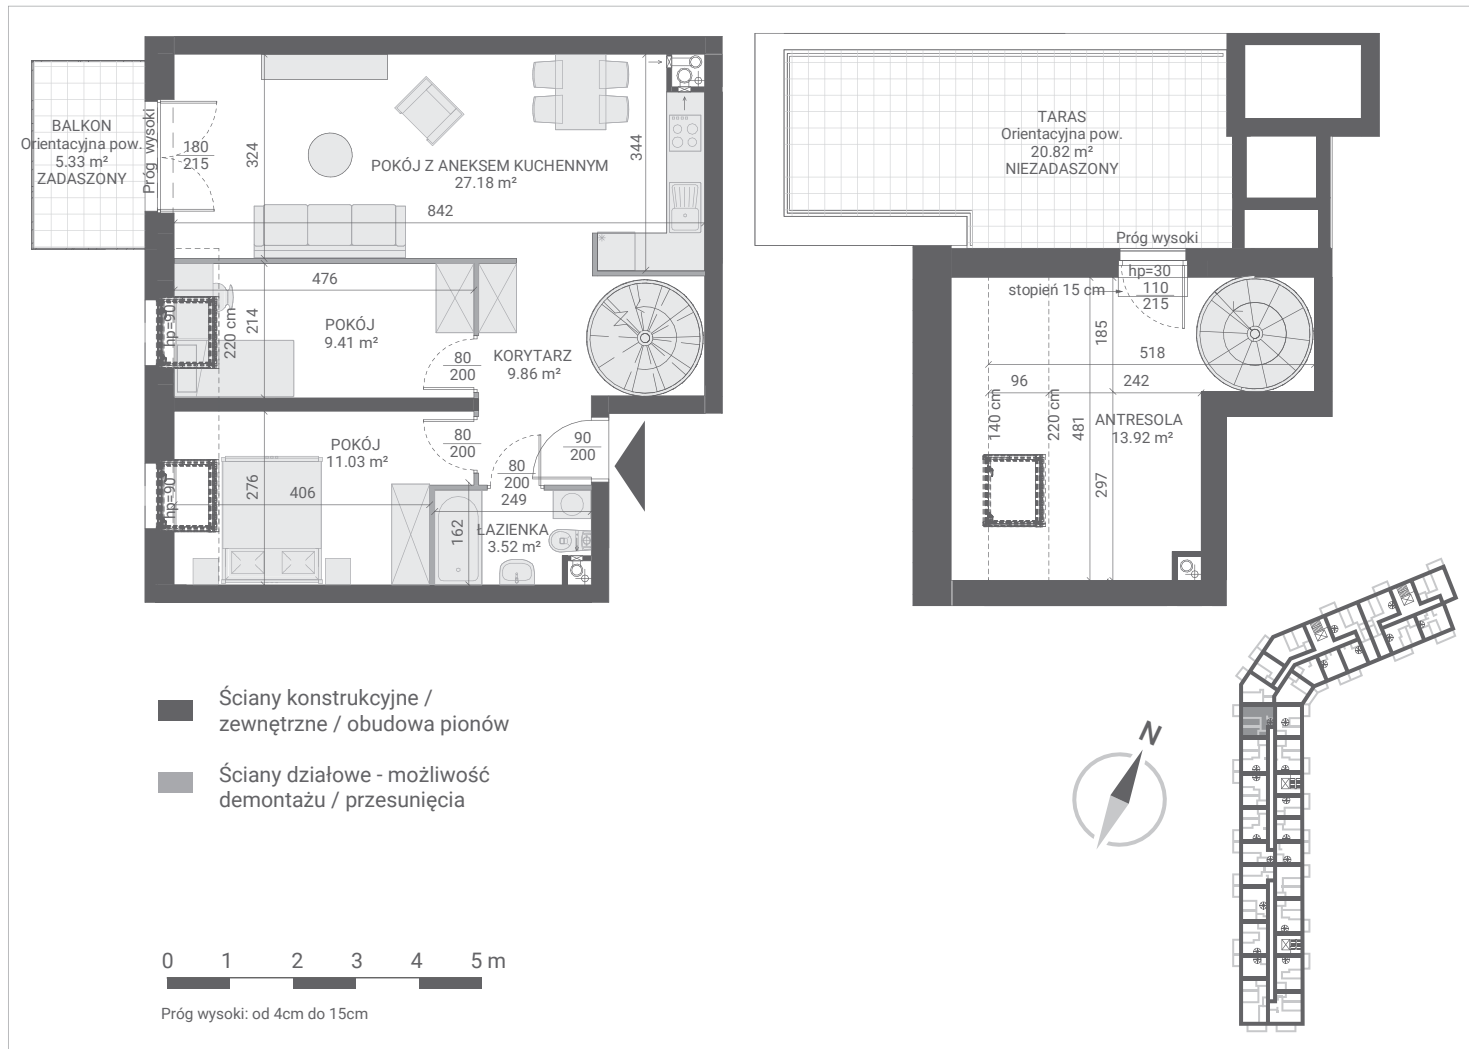 BALKON
Orientacyjna pow.
5.33 m²
ZADASZONY
Próg wysoki
180
215
324
POKÓJ Z ANEKSEM KUCHENNYM
27.18 m²
842
344
476
POKÓJ
9.41 m²
214
220 cm
hp=90
80
200
KORYTARZ
9.86 m²
POKÓJ
11.03 m²
276
406
hp=90
80
200
80
200
90
200
249
162
ŁAZIENKA
3.52 m²
TARAS
Orientacyjna pow.
20.82 m²
NIEZADASZONY
Próg wysoki
hp=30
stopień 15 cm
110
215
185
518
96
242
140 cm
220 cm
481
ANTRESOLA
13.92 m²
297
Ściany konstrukcyjne /
zewnętrzne / obudowa pionów
Ściany działowe - możliwość
demontażu / przesunięcia
N
0 1 2 3 4 5 m
Próg wysoki: od 4cm do 15cm